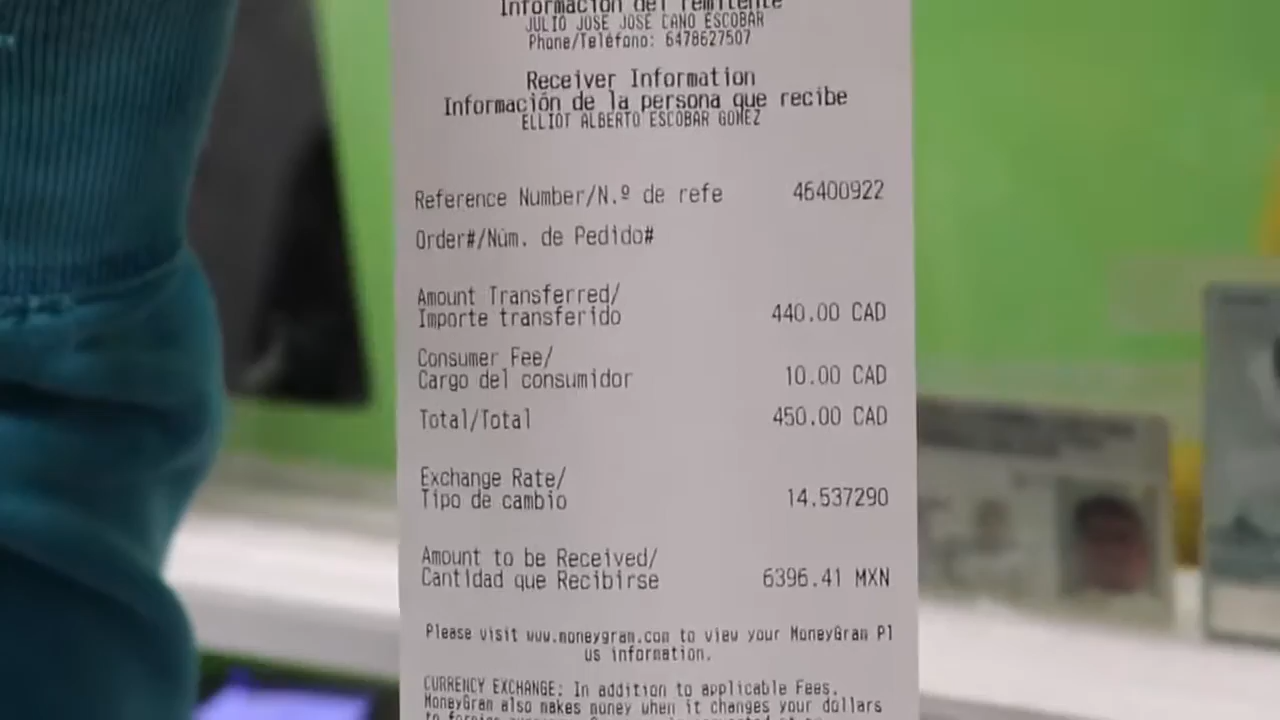 Información del remitente
JULIO JOSE JOSE CANO ESCOBAR
Phone/Teléfono: 6478627507
Receiver Information
Información de la persona que recibe
ELLIOT ALBERTO ESCOBAR GOMEZ
Reference Number/N.º de refe 46400922
Order#/Núm. de Pedido#
Amount Transferred/
Importe transferido 440.00 CAD
Consumer Fee/
Cargo del consumidor 10.00 CAD
Total/Total 450.00 CAD
Exchange Rate/
Tipo de cambio 14.537290
Amount to be Received/
Cantidad que Recibirse 6396.41 MXN
Please visit www.moneygram.com to view your MoneyGram Pl
us information.
CURRENCY EXCHANGE: In addition to applicable Fees,
MoneyGram also makes money when it changes your dollars